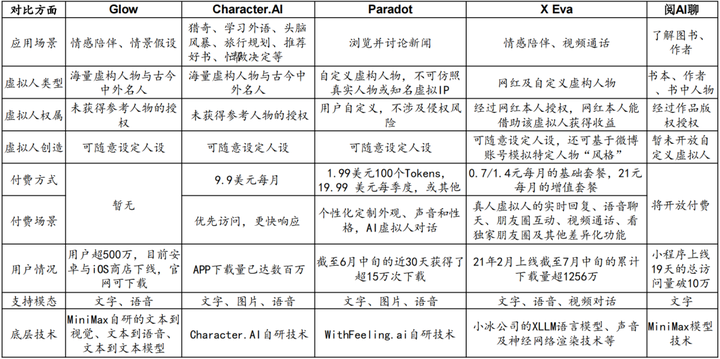 对比方面 Glow Character.AI Paradot X Eva 阅AI聊
应用场景 情感陪伴、情景假设 猎奇、学习外语、头脑
风暴、旅行规划、推荐
好书、帮做决定等 浏览并讨论新闻 情感陪伴、视频通话 了解图书、
作者
虚拟人类型 海量虚构人物与古今
中外名人 海量虚构人物与古今
中外名人 自定义虚构人物，不可仿照
真实人物或知名虚拟IP 网红及自定义虚构人物 书本、作者、
书中人物
虚拟人权属 未获得参考人物的授
权 未获得参考人物的授权 用户自定义，不涉及侵权风
险 经过网红本人授权，网红本人能
借助该虚拟人获得收益 经过作品版
权授权
虚拟人创造 可随意设定人设 可随意设定人设 可随意设定人设 可随意设定人设，还可基于微博
账号模拟特定人物“风格” 暂未开放自
定义虚拟人
付费方式 暂无 9.9美元每月 1.99美元100个Tokens，
19.99 美元每季度，或其他 0.7/1.4元每月的基础套餐，21元
每月的增值套餐 将开放付费
付费场景 优先访问，更快响应 个性化定制外观、声音和性
格，AI虚拟人对话 真人虚拟人的实时回复、语音聊
天、朋友圈互动、视频通话、看
独家朋友圈及其他差异化功能
用户情况 用户超500万，目前安
卓与iOS商店下线，官
网可下载 APP下载量已达数百万 截至6月中旬的近30天获得了
超15万次下载 21年2月上线截至7月中旬的累计
下载量超1256万 小程序上线
19天的总访
问量破10万
支持模态 文字、语音 文字、图片、语音 文字、图片、语音 文字、语音、视频对话 文字
底层技术 MiniMax自研的文本到
视觉、文本到语音、
文本到文本模型 Character.AI自研技术 WithFeeling.ai自研技术 小冰公司的XLLM语言模型、声音
及神经网络渲染技术等 MiniMax模型
技术